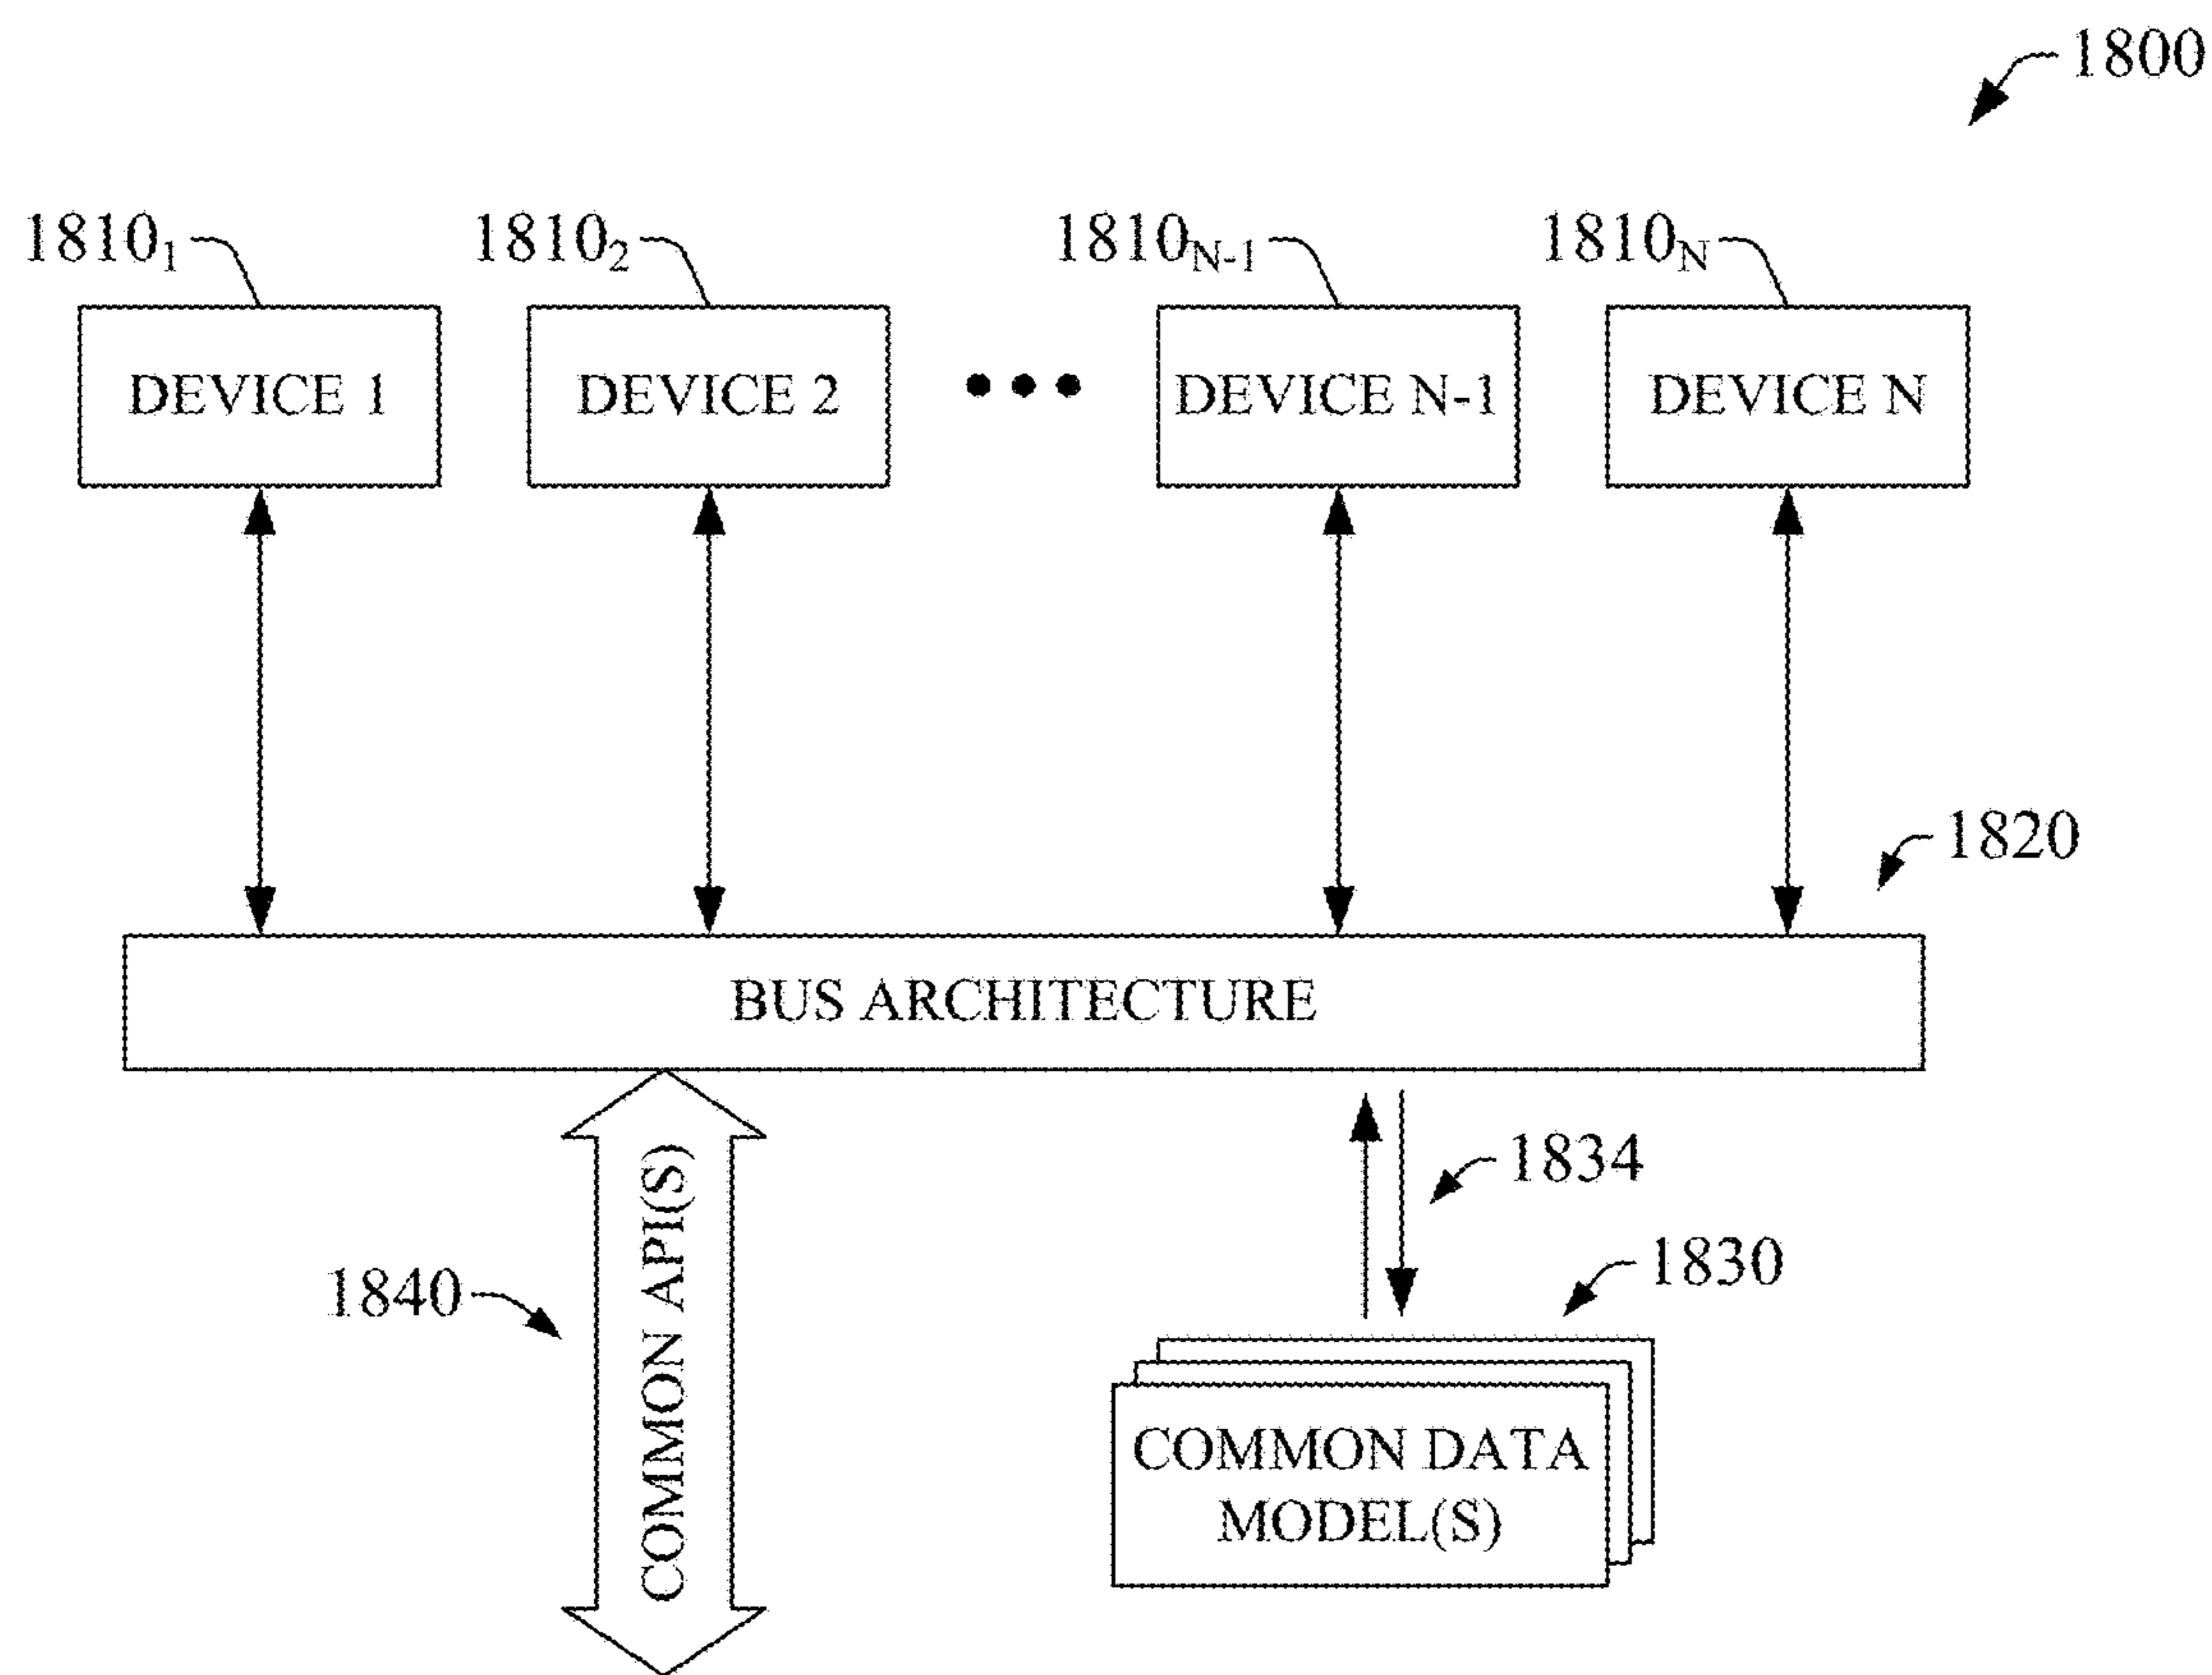 1800
1810₁ 1810₂ 1810N-1 1810N
DEVICE 1 DEVICE 2 ••• DEVICE N-1 DEVICE N
1820
BUS ARCHITECTURE
1834
1830
1840
COMMON API(S)
COMMON DATA
MODEL(S)